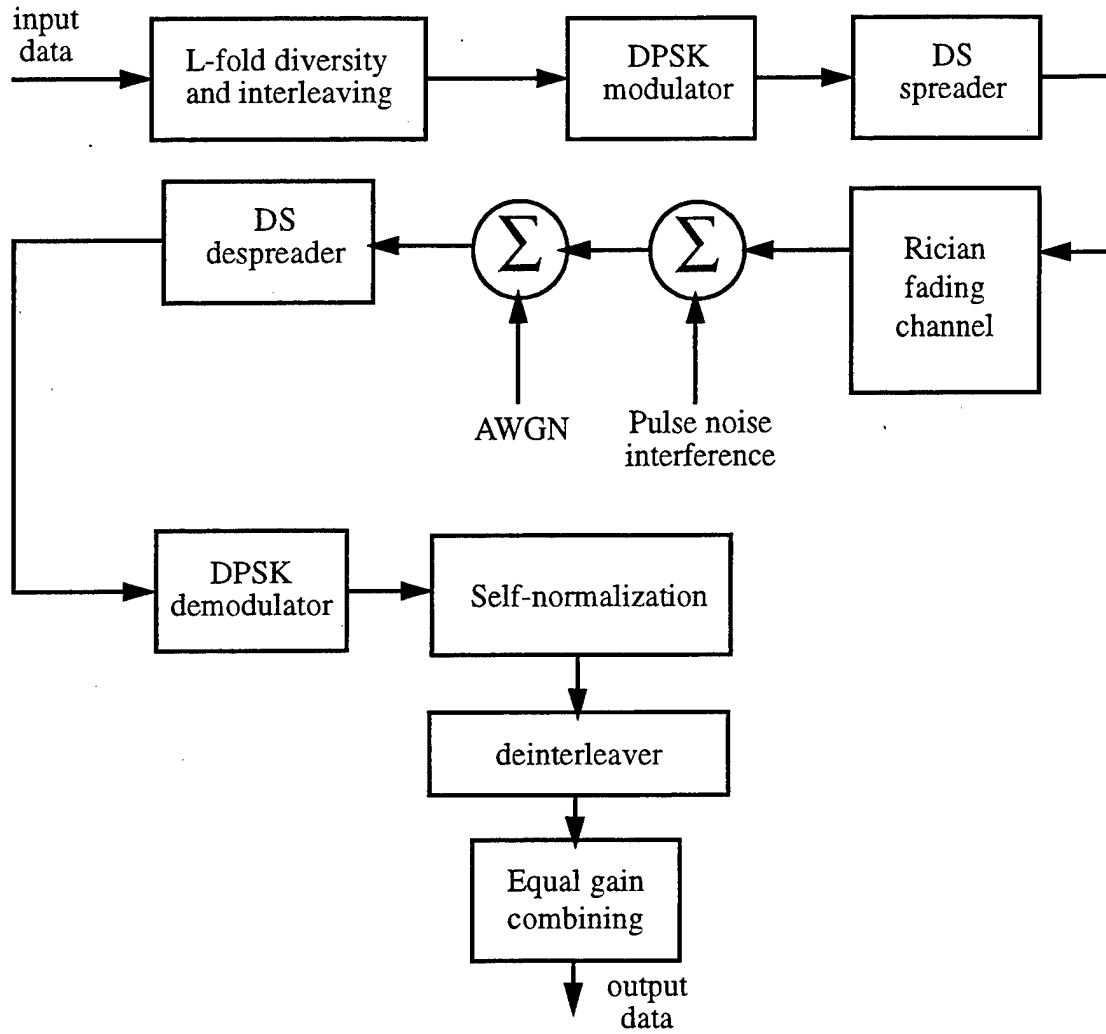 input
data
L-fold diversity
and interleaving
DPSK
modulator
DS
spreader
DS
despreader
Σ
Σ
Rician
fading
channel
AWGN
Pulse noise
interference
DPSK
demodulator
Self-normalization
deinterleaver
Equal gain
combining
output
data